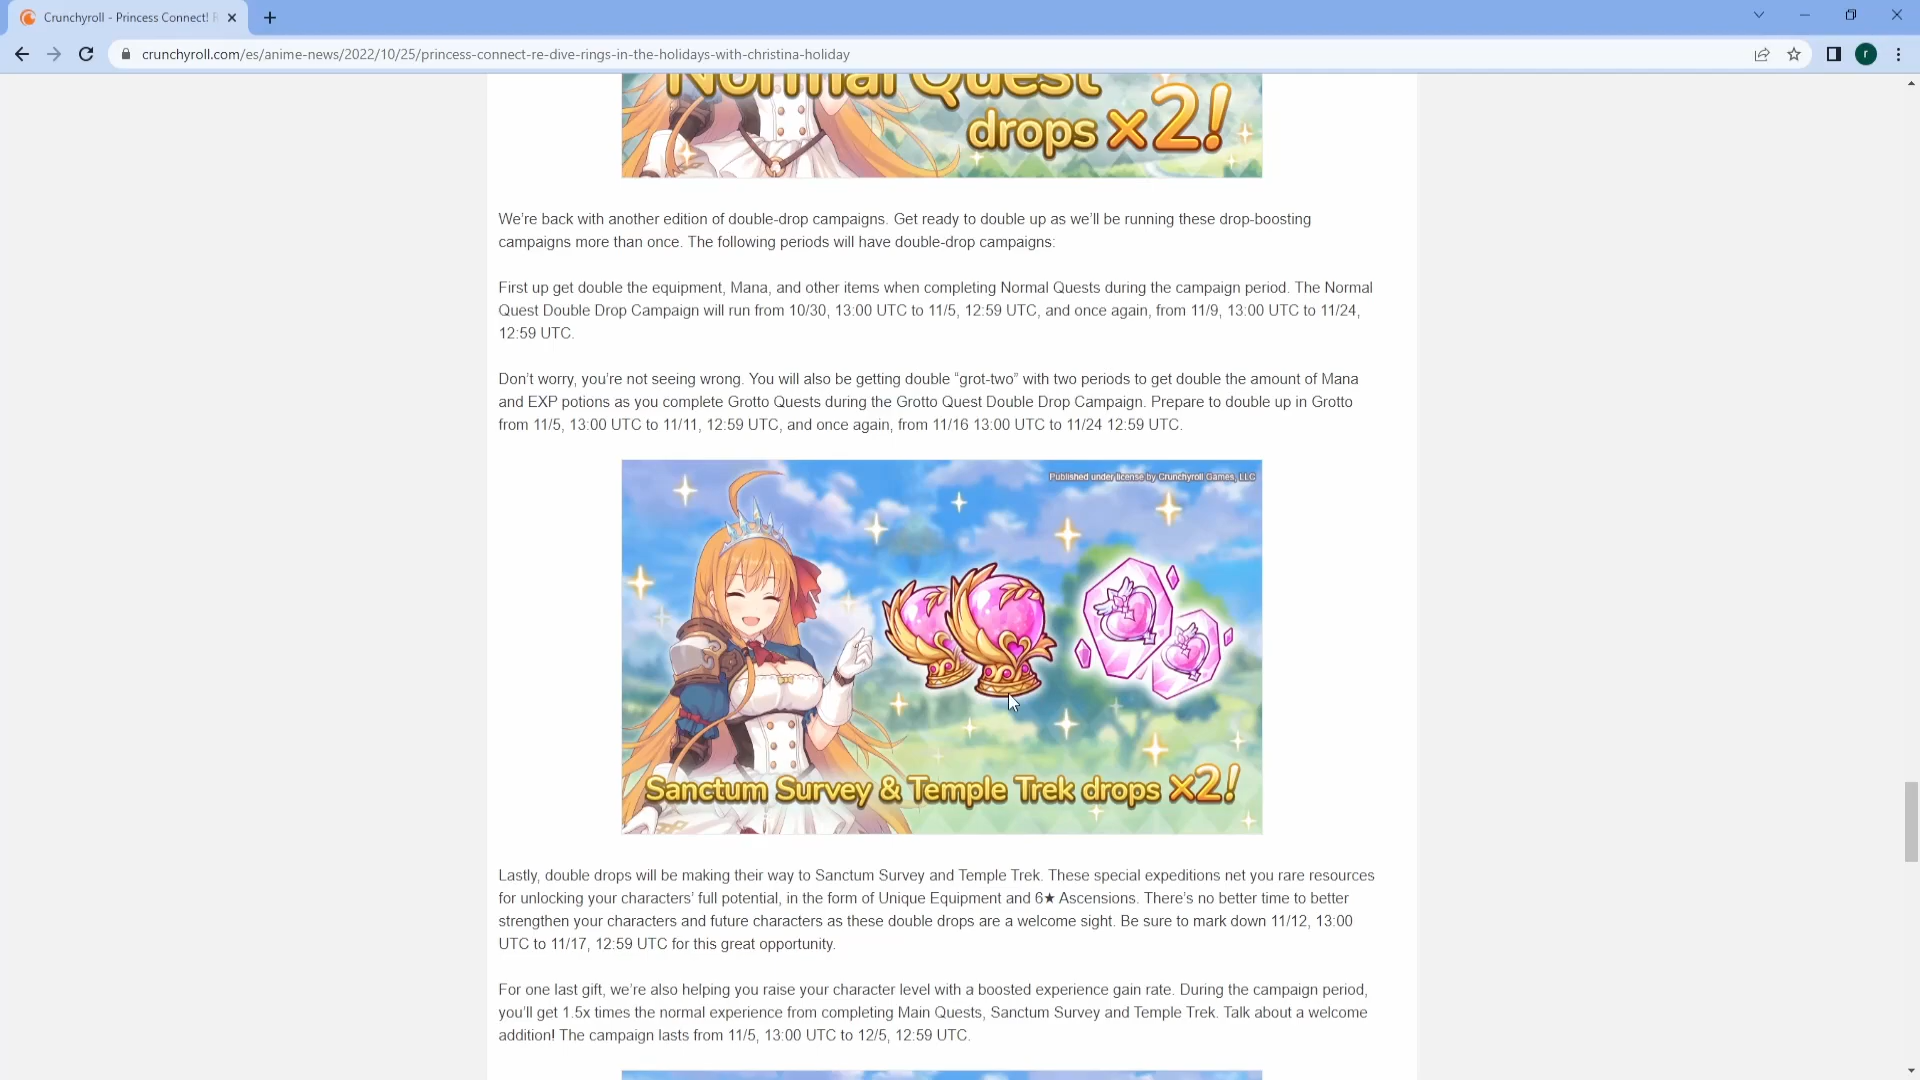 Crunchyroll - Princess Connect!
crunchyroll.com/es/anime-news/2022/10/25/princess-connect-re-dive-rings-in-the-holidays-with-christina-holiday
r
Normal Quest
drops x2!
We’re back with another edition of double-drop campaigns. Get ready to double up as we’ll be running these drop-boosting
campaigns more than once. The following periods will have double-drop campaigns:
First up get double the equipment, Mana, and other items when completing Normal Quests during the campaign period. The Normal
Quest Double Drop Campaign will run from 10/30, 13:00 UTC to 11/5, 12:59 UTC, and once again, from 11/9, 13:00 UTC to 11/24,
12:59 UTC.
Don’t worry, you’re not seeing wrong. You will also be getting double “grot-two” with two periods to get double the amount of Mana
and EXP potions as you complete Grotto Quests during the Grotto Quest Double Drop Campaign. Prepare to double up in Grotto
from 11/5, 13:00 UTC to 11/11, 12:59 UTC, and once again, from 11/16 13:00 UTC to 11/24 12:59 UTC.
Published under license by Crunchyroll Games, LLC
Sanctum Survey & Temple Trek drops x2!
Lastly, double drops will be making their way to Sanctum Survey and Temple Trek. These special expeditions net you rare resources
for unlocking your characters’ full potential, in the form of Unique Equipment and 6★ Ascensions. There’s no better time to better
strengthen your characters and future characters as these double drops are a welcome sight. Be sure to mark down 11/12, 13:00
UTC to 11/17, 12:59 UTC for this great opportunity.
For one last gift, we’re also helping you raise your character level with a boosted experience gain rate. During the campaign period,
you’ll get 1.5x times the normal experience from completing Main Quests, Sanctum Survey and Temple Trek. Talk about a welcome
addition! The campaign lasts from 11/5, 13:00 UTC to 12/5, 12:59 UTC.